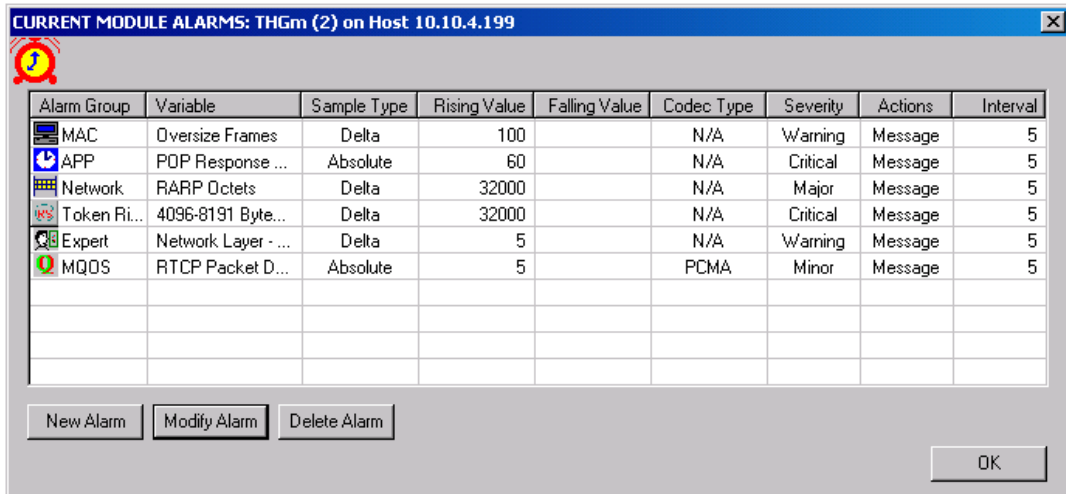 CURRENT MODULE ALARMS: THGm (2) on Host 10.10.4.199
Alarm Group Variable Sample Type Rising Value Falling Value Codec Type Severity Actions Interval
MAC Oversize Frames Delta 100 N/A Warning Message 5
APP POP Response ... Absolute 60 N/A Critical Message 5
Network RARP Octets Delta 32000 N/A Major Message 5
Token Ri... 4096-8191 Byte... Delta 32000 N/A Critical Message 5
Expert Network Layer - ... Delta 5 N/A Warning Message 5
MQOS RTCP Packet D... Absolute 5 PCMA Minor Message 5
New Alarm Modify Alarm Delete Alarm
OK